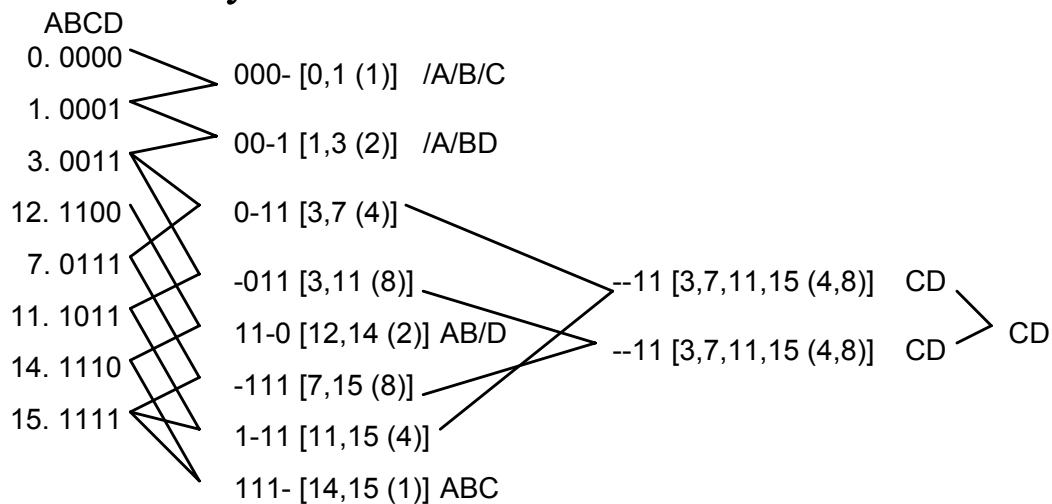 ABCD
0. 0000
1. 0001
3. 0011
12. 1100
7. 0111
11. 1011
14. 1110
15. 1111
000- [0,1 (1)] /A/B/C
00-1 [1,3 (2)] /A/BD
0-11 [3,7 (4)]
-011 [3,11 (8)]
11-0 [12,14 (2)] AB/D
-111 [7,15 (8)]
1-11 [11,15 (4)]
111- [14,15 (1)] ABC
--11 [3,7,11,15 (4,8)] CD
--11 [3,7,11,15 (4,8)] CD
CD